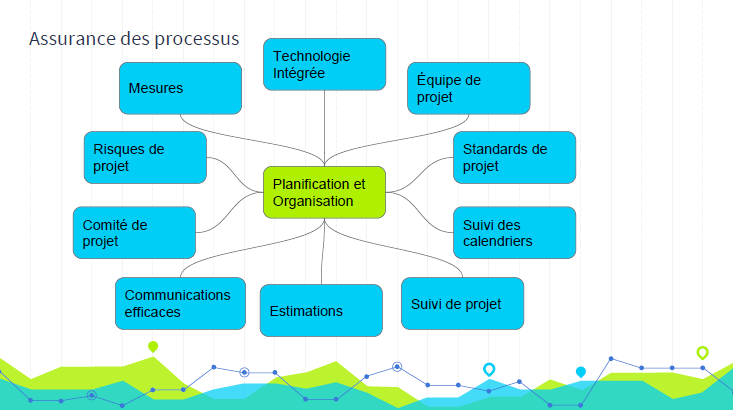 Assurance des processus
Technologie
Intégrée
Mesures
Équipe de
projet
Risques de
projet
Standards de
projet
Planification et
Organisation
Comité de
projet
Suivi des
calendriers
Communications
efficaces
Estimations
Suivi de projet